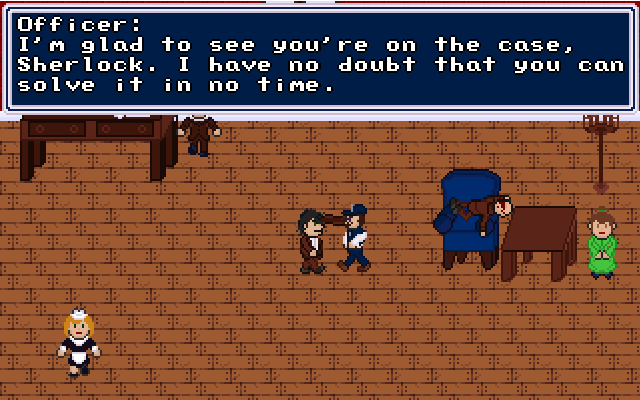 Officer:
I'm glad to see you're on the case,
Sherlock. I have no doubt that you can
solve it in no time.